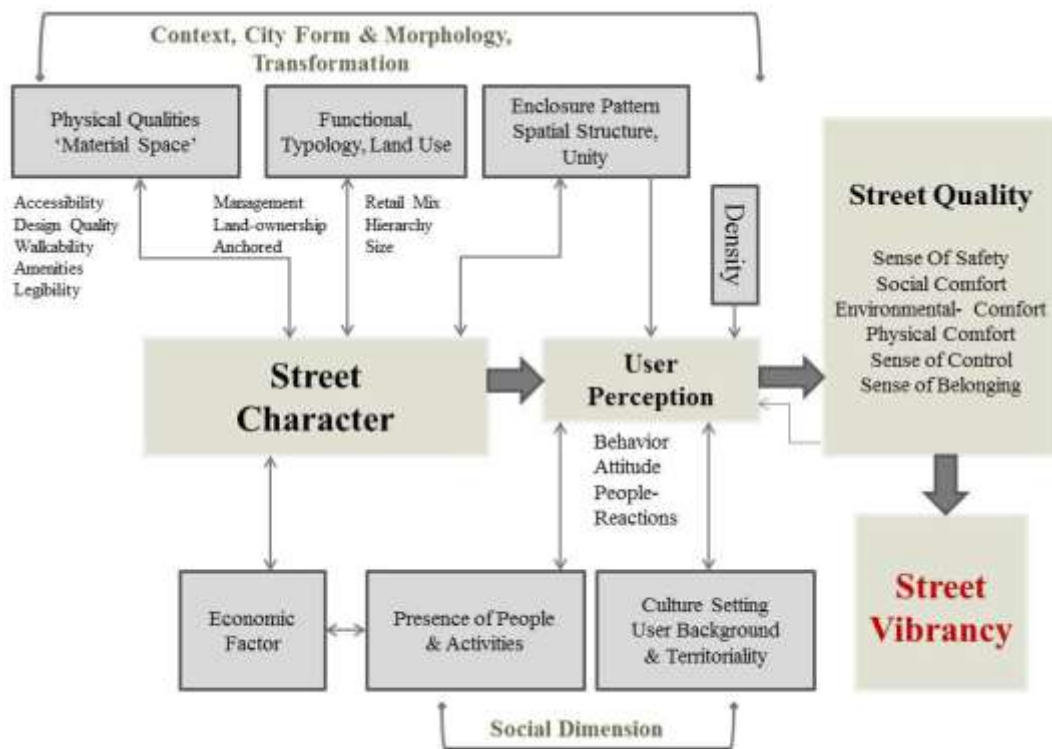 Context, City Form & Morphology,
Transformation
Physical Qualities
‘Material Space’
Functional,
Typology, Land Use
Enclosure Pattern
Spatial Structure,
Unity
Accessibility
Design Quality
Walkability
Amenities
Legibility
Management
Land-ownership
Anchored
Retail Mix
Hierarchy
Size
Density
Street Quality
Sense Of Safety
Social Comfort
Environmental- Comfort
Physical Comfort
Sense of Control
Sense of Belonging
Street
Character
User
Perception
Behavior
Attitude
People-
Reactions
Economic
Factor
Presence of People
& Activities
Culture Setting
User Background
& Territoriality
Street
Vibrancy
Social Dimension